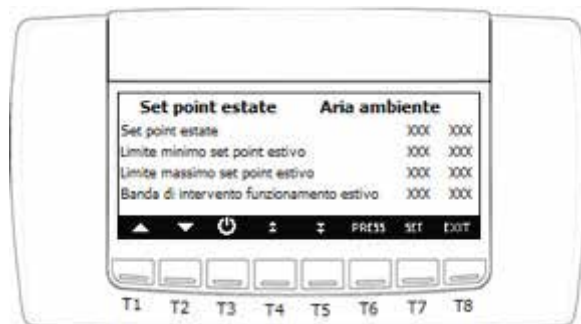 Set point estate Aria ambiente
Set point estate XXX XXX
Limite minimo set point estivo XXX XXX
Limite massimo set point estivo XXX XXX
Banda di intervento funzionamento estivo XXX XXX
PRESS SET EXIT
T1 T2 T3 T4 T5 T6 T7 T8